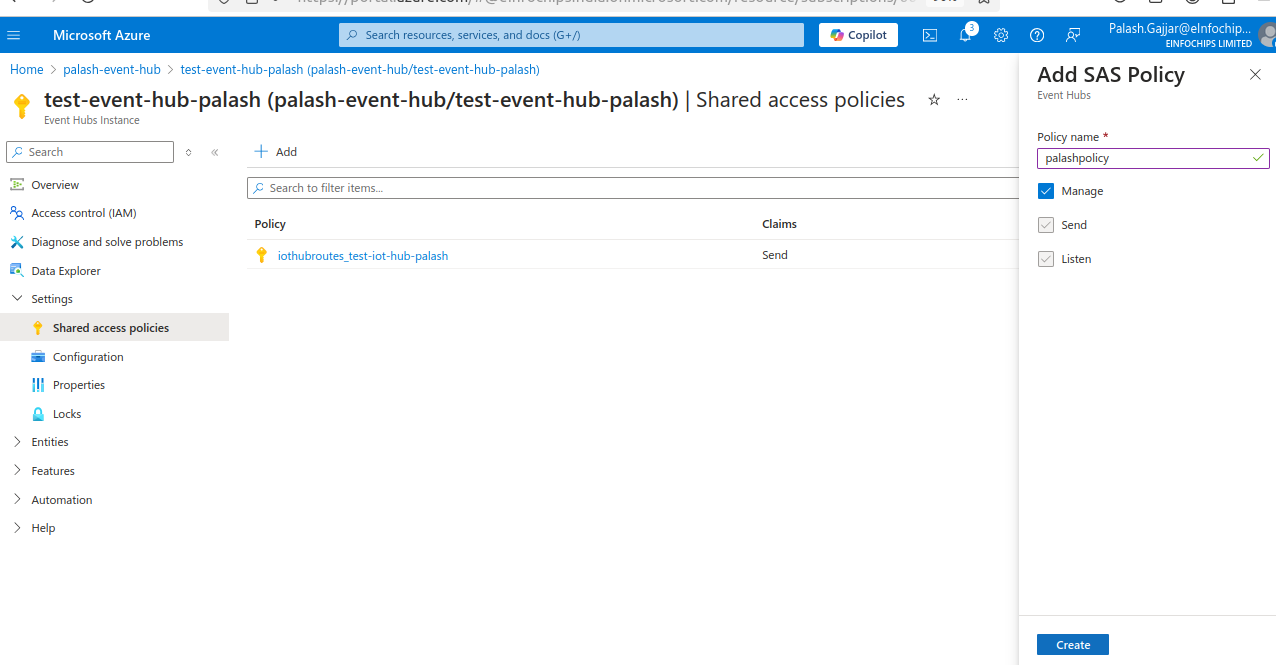 Microsoft Azure
Search resources, services, and docs (G+/)
Copilot
3
Palash.Gajjar@eInfochip...
EINFOCHIPS LIMITED
Home > palash-event-hub > test-event-hub-palash (palash-event-hub/test-event-hub-palash)
test-event-hub-palash (palash-event-hub/test-event-hub-palash) | Shared access policies
Event Hubs Instance
Search
Overview
Access control (IAM)
Diagnose and solve problems
Data Explorer
Settings
Shared access policies
Configuration
Properties
Locks
Entities
Features
Automation
Help
Add
Search to filter items...
Policy Claims
iothubroutes_test-iot-hub-palash Send
Add SAS Policy
Event Hubs
Policy name *
palashpolicy
Manage
Send
Listen
Create